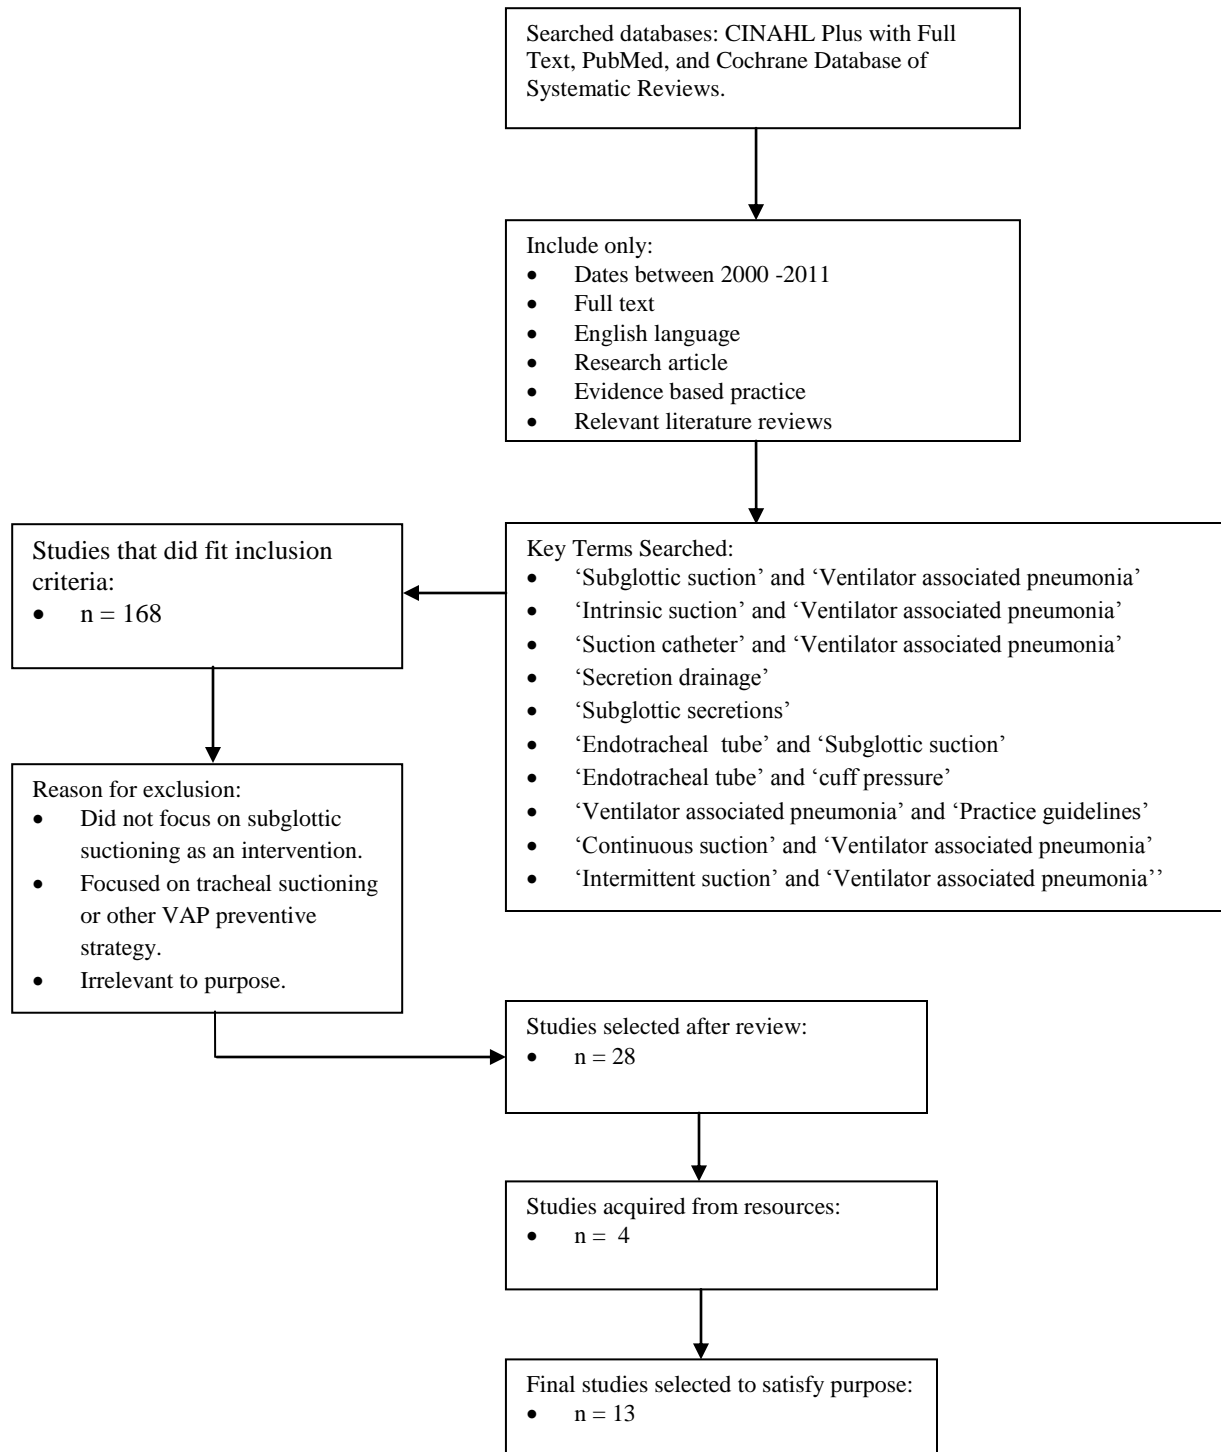 Searched databases: CINAHL Plus with Full
Text, PubMed, and Cochrane Database of
Systematic Reviews.
Include only:
• Dates between 2000 -2011
• Full text
• English language
• Research article
• Evidence based practice
• Relevant literature reviews
Key Terms Searched:
• ‘Subglottic suction’ and ‘Ventilator associated pneumonia’
• ‘Intrinsic suction’ and ‘Ventilator associated pneumonia’
• ‘Suction catheter’ and ‘Ventilator associated pneumonia’
• ‘Secretion drainage’
• ‘Subglottic secretions’
• ‘Endotracheal  tube’ and ‘Subglottic suction’
• ‘Endotracheal tube’ and ‘cuff pressure’
• ‘Ventilator associated pneumonia’ and ‘Practice guidelines’
• ‘Continuous suction’ and ‘Ventilator associated pneumonia’
• ‘Intermittent suction’ and ‘Ventilator associated pneumonia’’
Studies that did fit inclusion
criteria:
• n = 168
Reason for exclusion:
• Did not focus on subglottic
suctioning as an intervention.
• Focused on tracheal suctioning
or other VAP preventive
strategy.
• Irrelevant to purpose.
Studies selected after review:
• n = 28
Studies acquired from resources:
• n =  4
Final studies selected to satisfy purpose:
• n = 13